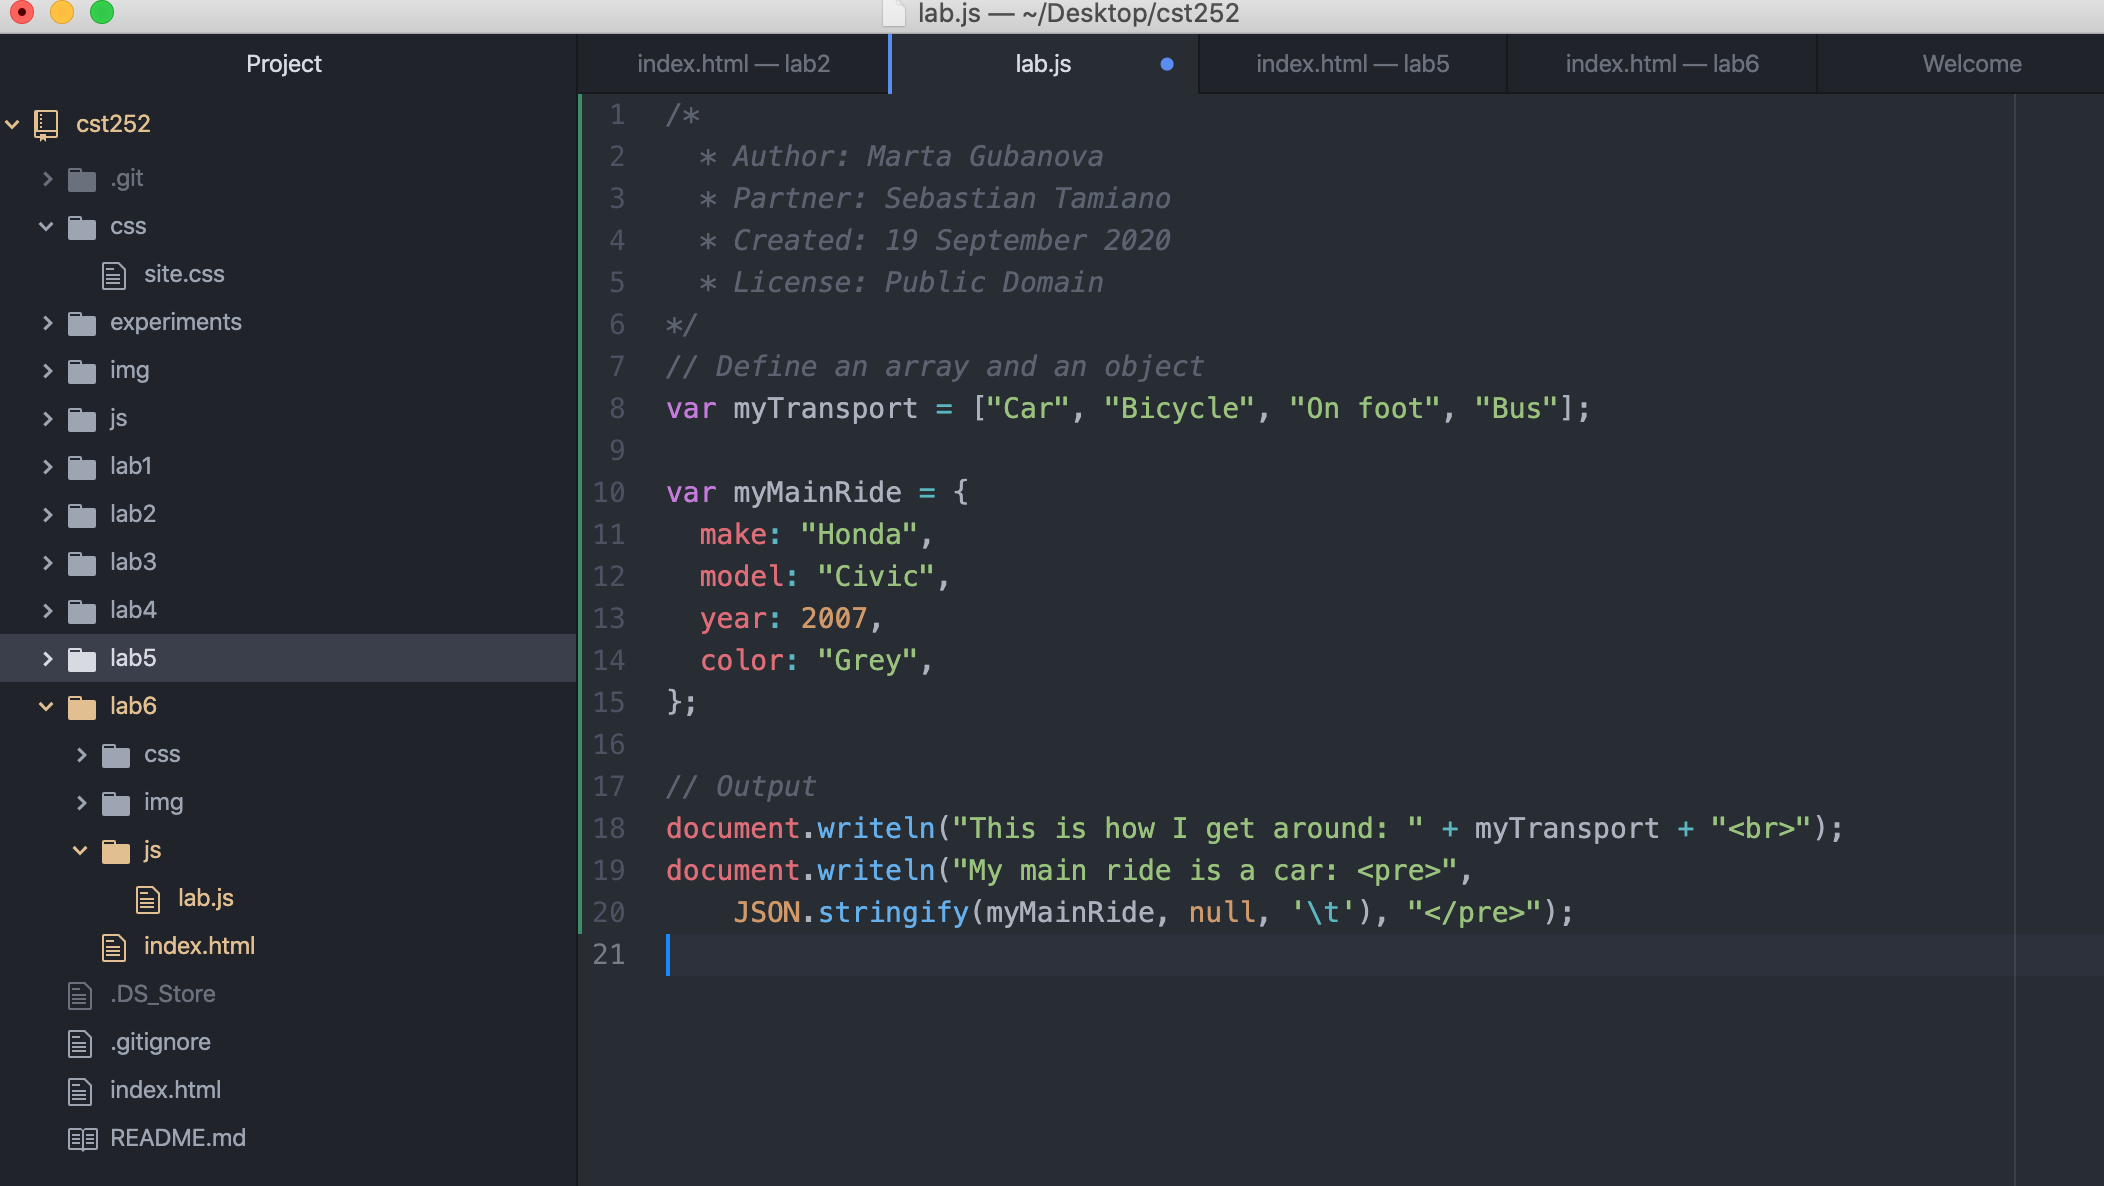 lab.js — ~/Desktop/cst252
Project
index.html — lab2
lab.js
index.html — lab5
index.html — lab6
Welcome
cst252
.git
css
site.css
experiments
img
js
lab1
lab2
lab3
lab4
lab5
lab6
css
img
js
lab.js
index.html
.DS_Store
.gitignore
index.html
README.md
1 /*
2   * Author: Marta Gubanova
3   * Partner: Sebastian Tamiano
4   * Created: 19 September 2020
5   * License: Public Domain
6 */
7 // Define an array and an object
8 var myTransport = ["Car", "Bicycle", "On foot", "Bus"];
9
10 var myMainRide = {
11   make: "Honda",
12   model: "Civic",
13   year: 2007,
14   color: "Grey",
15 };
16
17 // Output
18 document.writeln("This is how I get around: " + myTransport + "<br>");
19 document.writeln("My main ride is a car: <pre>",
20     JSON.stringify(myMainRide, null, '\t'), "</pre>");
21